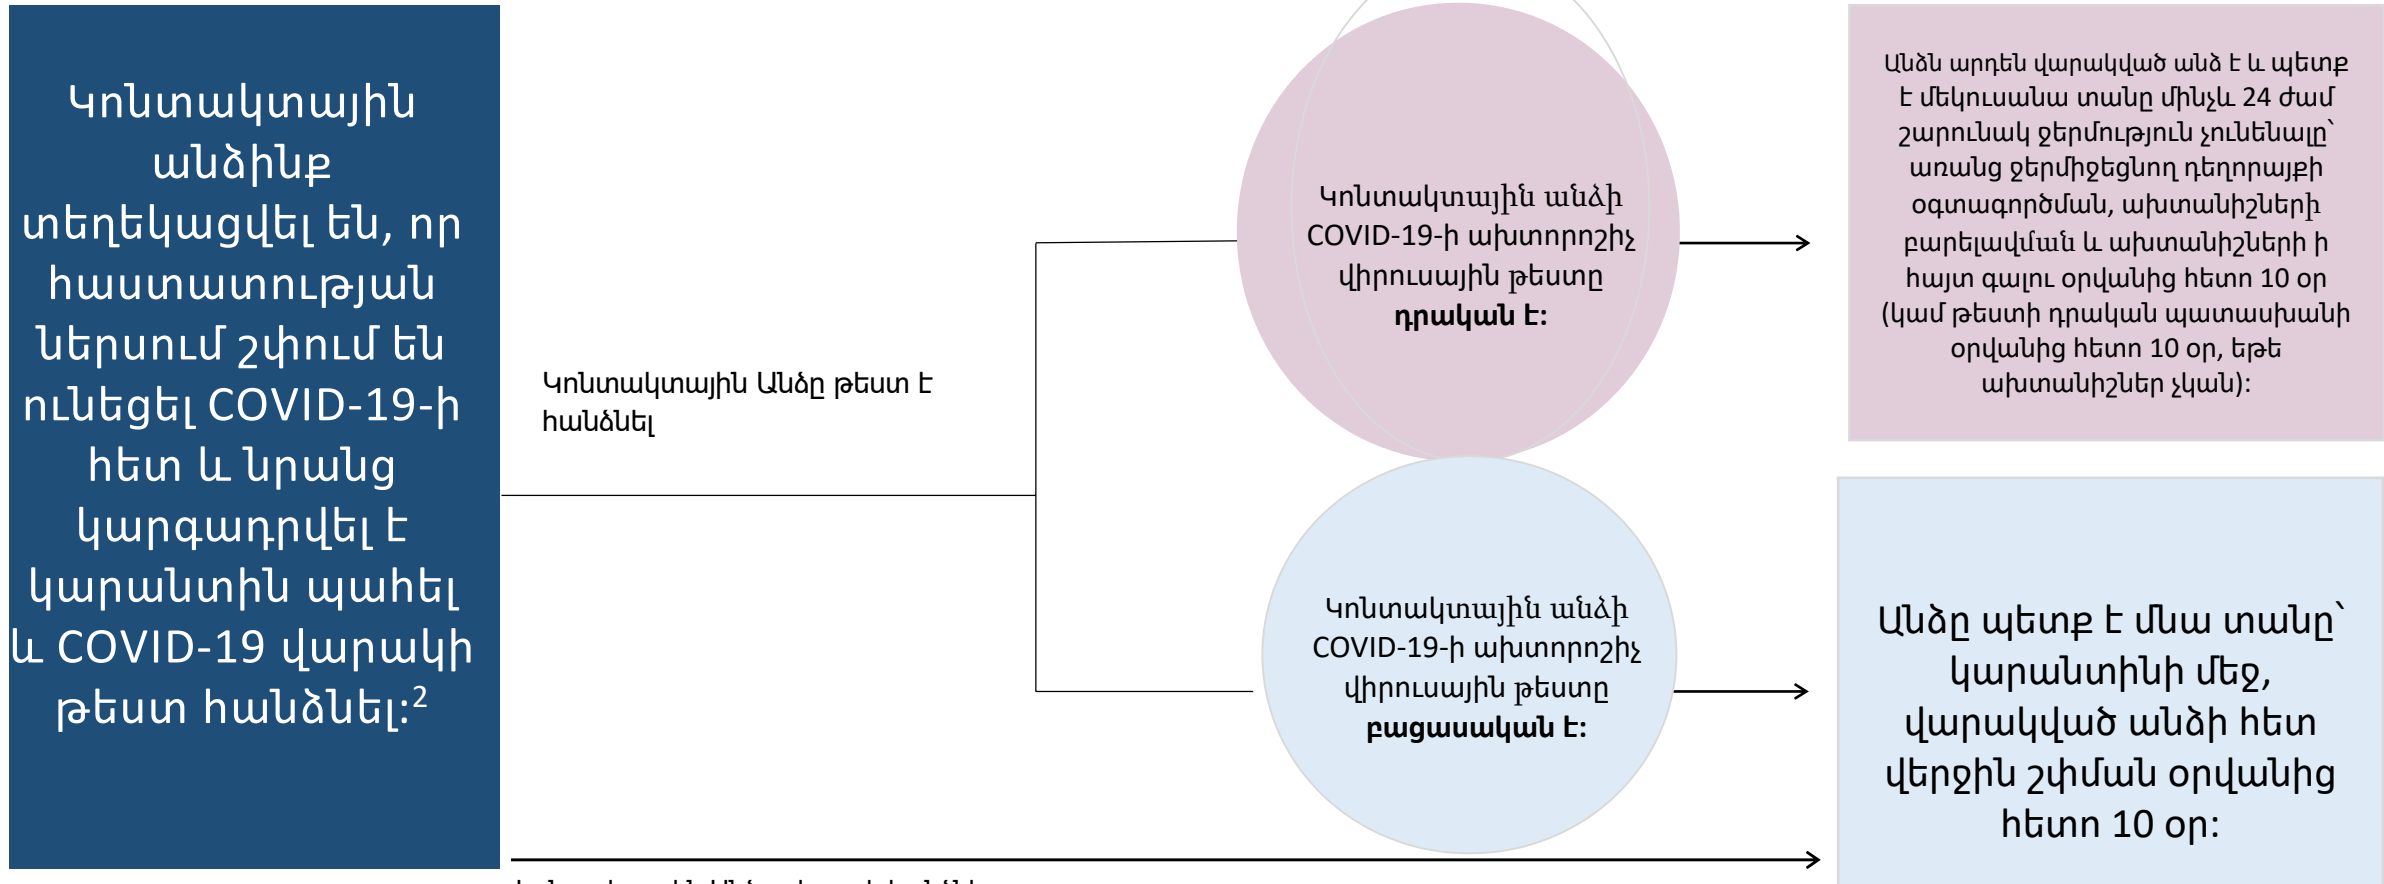 Կոնտակտային
անձինք
տեղեկացվել են, որ
հաստատության
ներսում շփում են
ունեցել COVID-19-ի
հետ և նրանց
կարգադրվել է
կարանտին պահել
և COVID-19 վարակի
թեստ հանձնել:²
Կոնտակտային Անձը թեստ է
հանձնել
Կոնտակտային անձի
COVID-19-ի ախտորոշիչ
վիրուսային թեստը
դրական է:
Անձն արդեն վարակված անձ է և պետք
է մեկուսանա տանը մինչև 24 ժամ
շարունակ ջերմություն չունենալը՝
առանց ջերմիջեցնող դեղորայքի
օգտագործման, ախտանիշների
բարելավման և ախտանիշների ի
հայտ գալու օրվանից հետո 10 օր
(կամ թեստի դրական պատասխանի
օրվանից հետո 10 օր, եթե
ախտանիշներ չկան):
Կոնտակտային անձի
COVID-19-ի ախտորոշիչ
վիրուսային թեստը
բացասական է:
Անձը պետք է մնա տանը՝
կարանտինի մեջ,
վարակված անձի հետ
վերջին շփման օրվանից
հետո 10 օր: